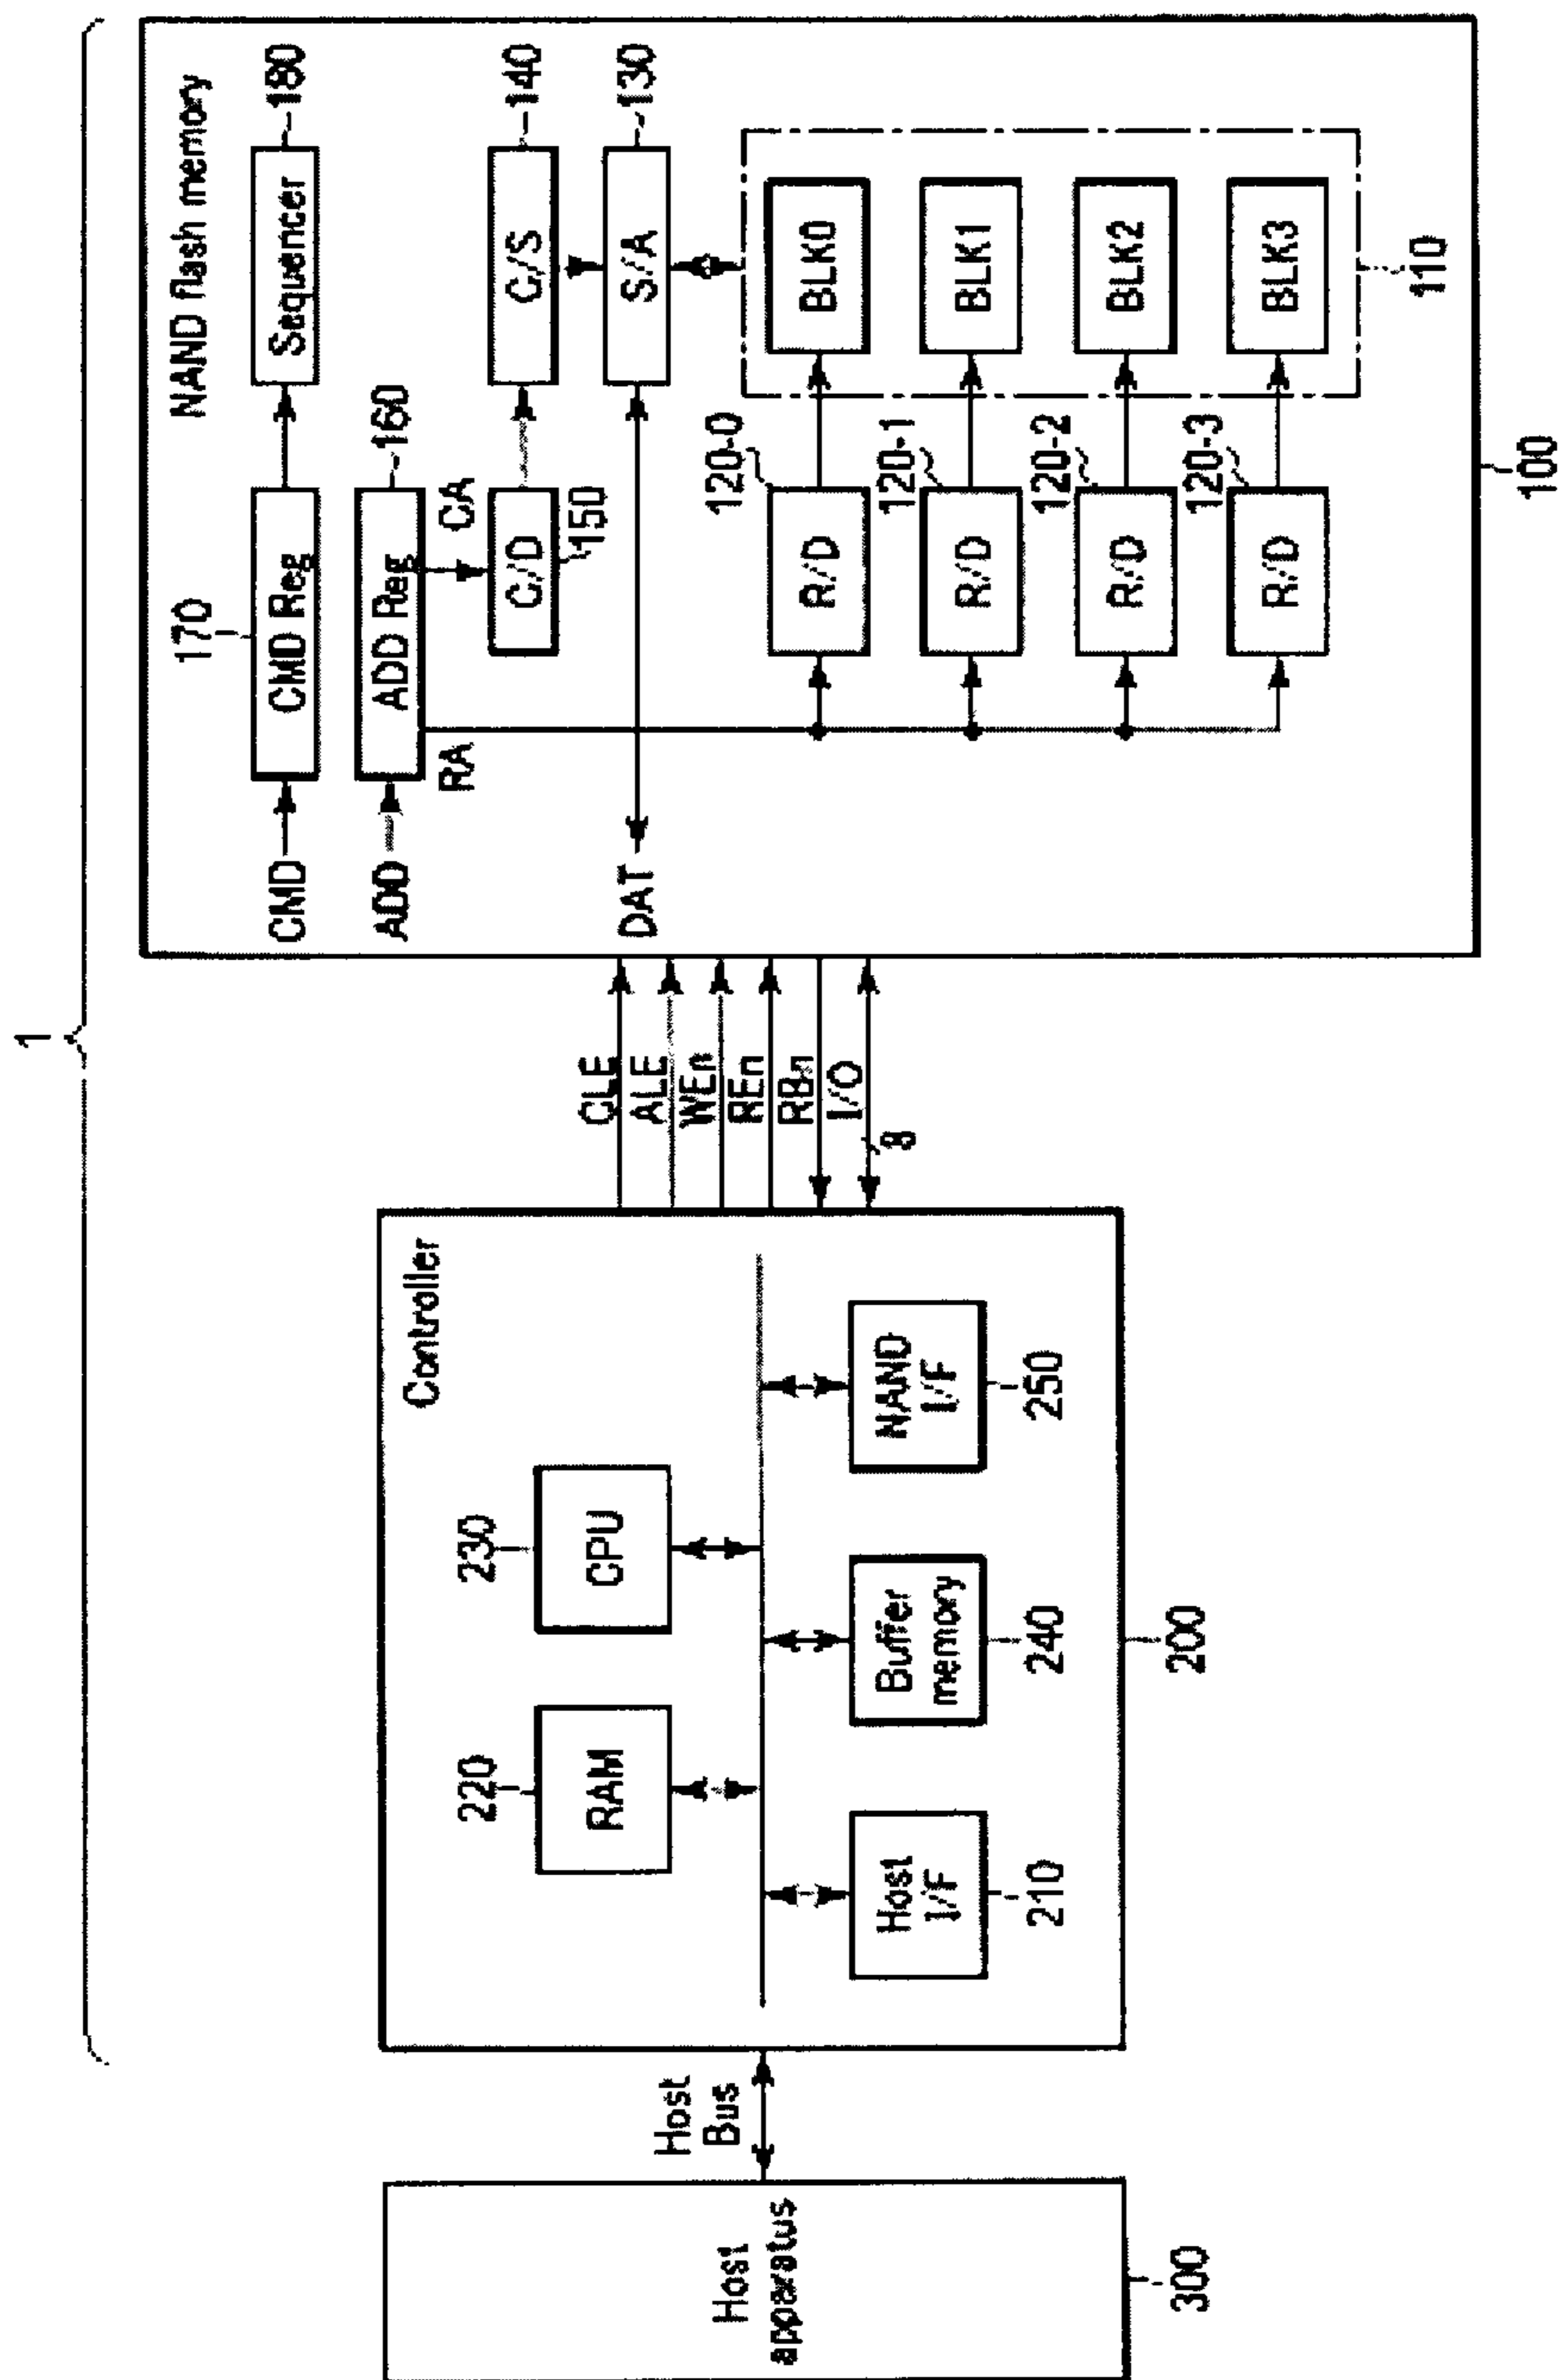 1
Host
apparatus
300
Host
Bus
Controller
220
RAM
230
CPU
Host
I/F
210
Buffer
memory
240
NAND
I/F
250
200
CLE
ALE
WEn
REn
RBn
I/O
8
NAND flash memory
170
CMD
CMD Reg
Sequencer
180
ADD
ADD Reg
160
RA
CA
C/D
150
C/S
140
DAT
S/A
130
120-0
R/D
BLK0
120-1
R/D
BLK1
120-2
R/D
BLK2
120-3
R/D
BLK3
110
100